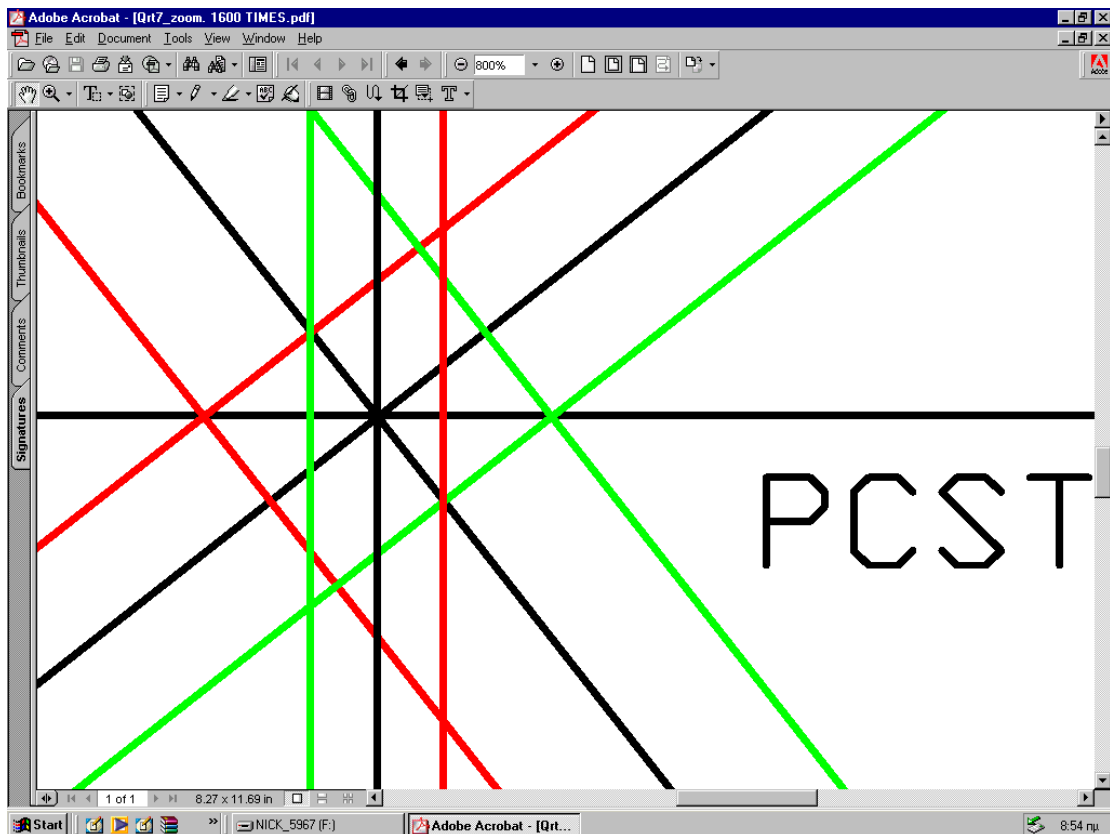 Adobe Acrobat - [Qrt7_zoom. 1600 TIMES.pdf]
File Edit Document Tools View Window Help
800%
Adobe
Bookmarks
Thumbnails
Comments
Signatures
PCST
1 of 1
8.27 x 11.69 in
Start
»
NICK_5967 (F:)
Adobe Acrobat - [Qrt...
8:54 πμ